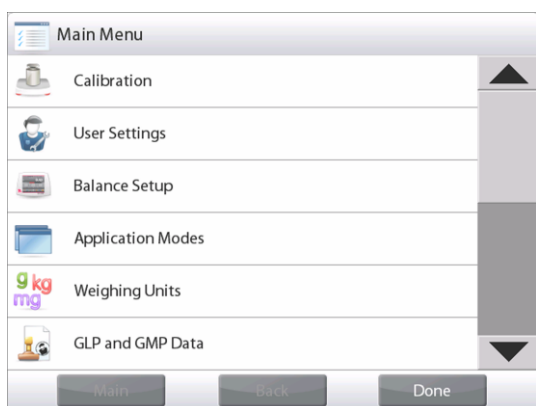 Main Menu
Calibration
User Settings
Balance Setup
Application Modes
g kg
mg
Weighing Units
GLP and GMP Data
Main Back Done